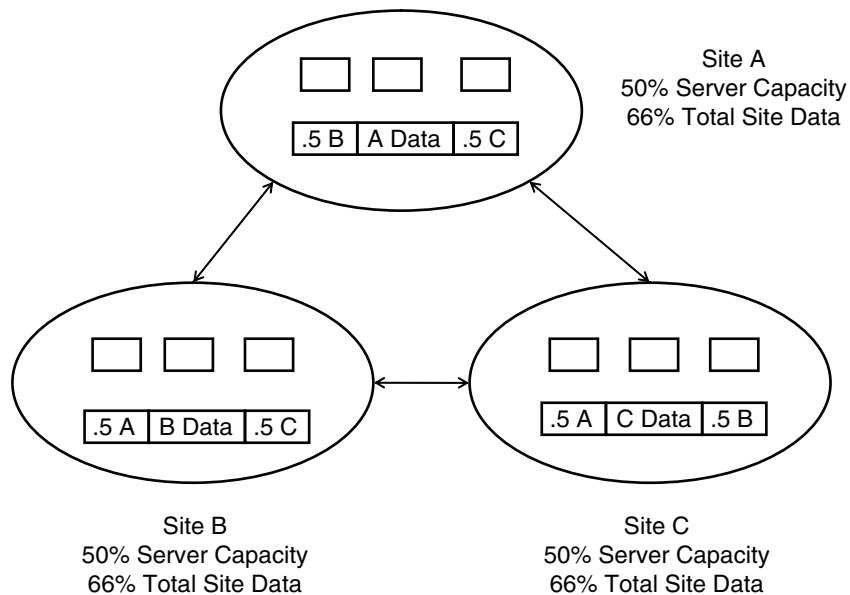 Site A
50% Server Capacity
66% Total Site Data
.5 B A Data .5 C
.5 A B Data .5 C
.5 A C Data .5 B
Site B
50% Server Capacity
66% Total Site Data
Site C
50% Server Capacity
66% Total Site Data